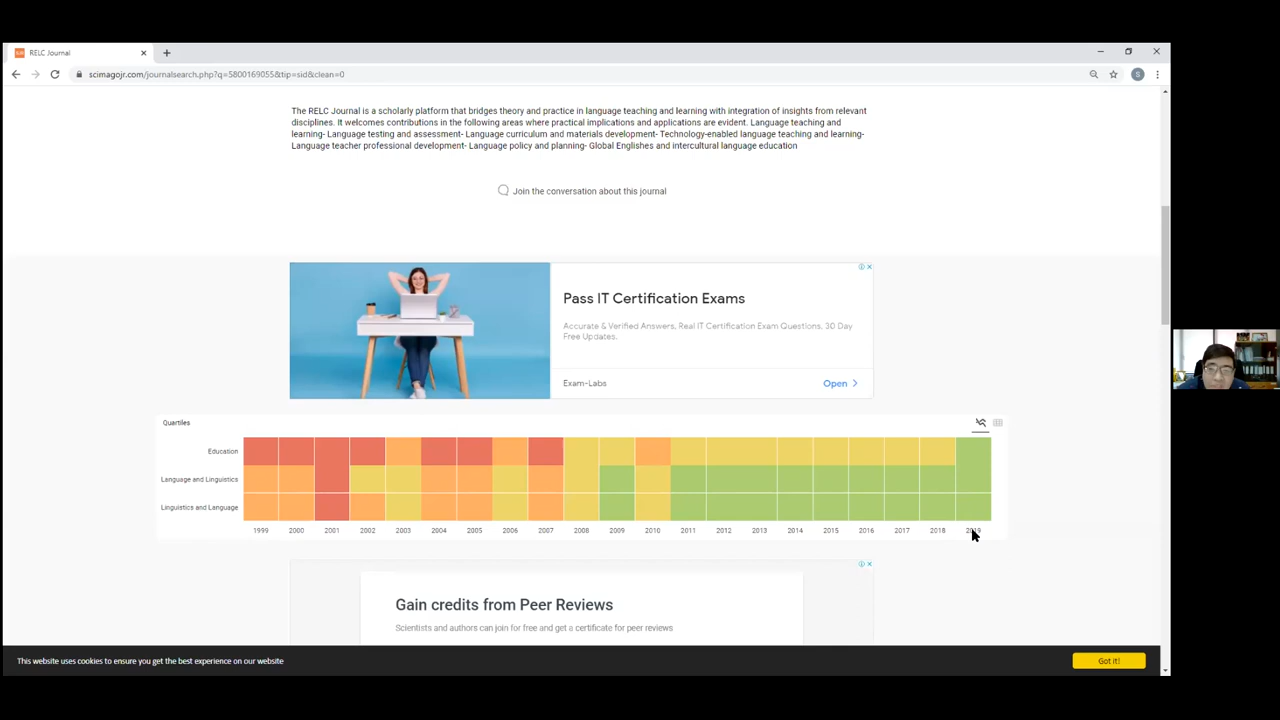 RELC Journal
scimagojr.com/journalsearch.php?q=5800169055&tip=sid&clean=0
S
The RELC Journal is a scholarly platform that bridges theory and practice in language teaching and learning with integration of insights from relevant
disciplines. It welcomes contributions in the following areas where practical implications and applications are evident. Language teaching and
learning- Language testing and assessment- Language curriculum and materials development- Technology-enabled language teaching and learning-
Language teacher professional development- Language policy and planning- Global Englishes and intercultural language education
Join the conversation about this journal
Pass IT Certification Exams
Accurate & Verified Answers, Real IT Certification Exam Questions, 30 Day
Free Updates.
Exam-Labs
Open
Quartiles
Education
Language and Linguistics
Linguistics and Language
1999 2000 2001 2002 2003 2004 2005 2006 2007 2008 2009 2010 2011 2012 2013 2014 2015 2016 2017 2018 2019
Gain credits from Peer Reviews
Scientists and authors can join for free and get a certificate for peer reviews
This website uses cookies to ensure you get the best experience on our website
Got it!